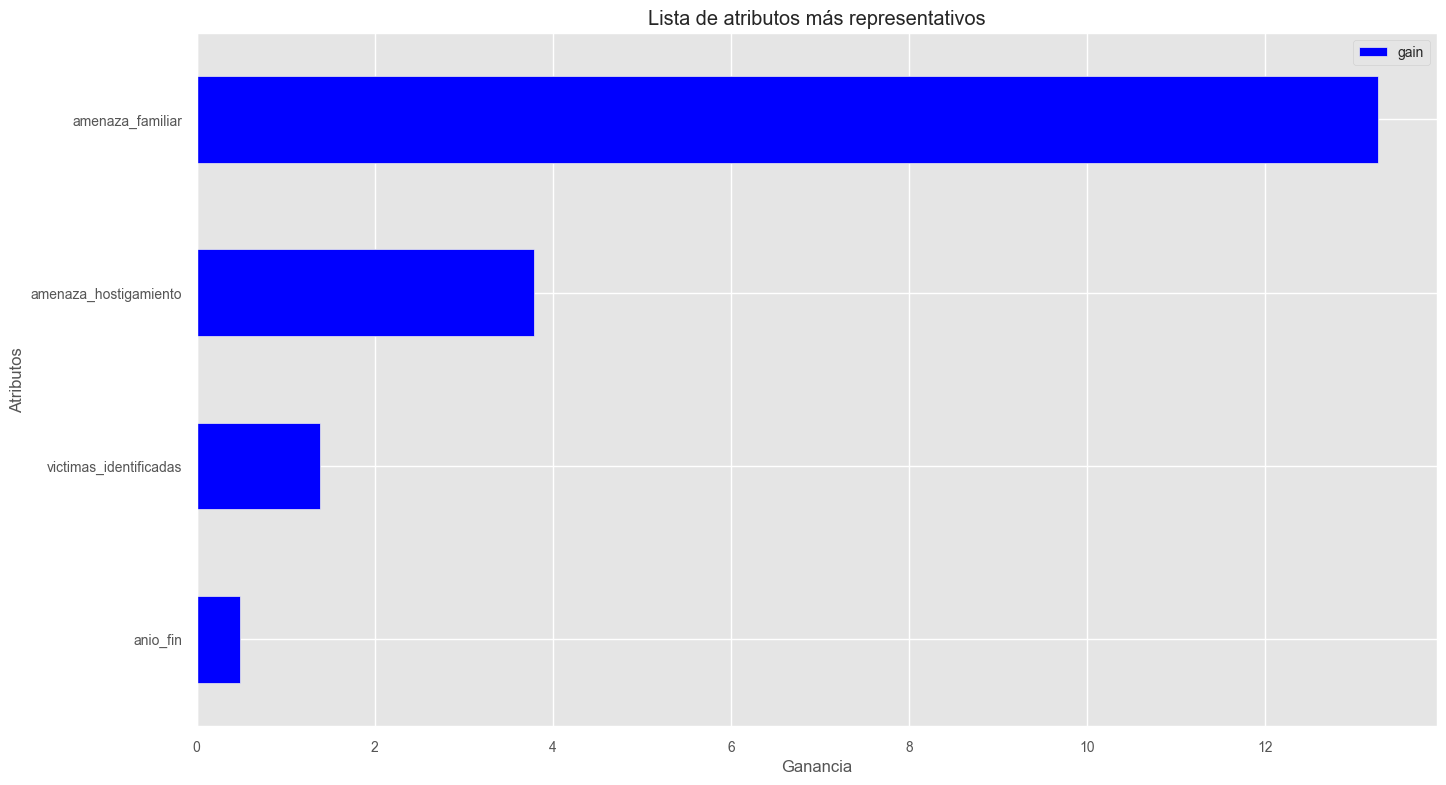 Lista de atributos más representativos
gain
amenaza_familiar
amenaza_hostigamiento
victimas_identificadas
anio_fin
Atributos
0 2 4 6 8 10 12
Ganancia